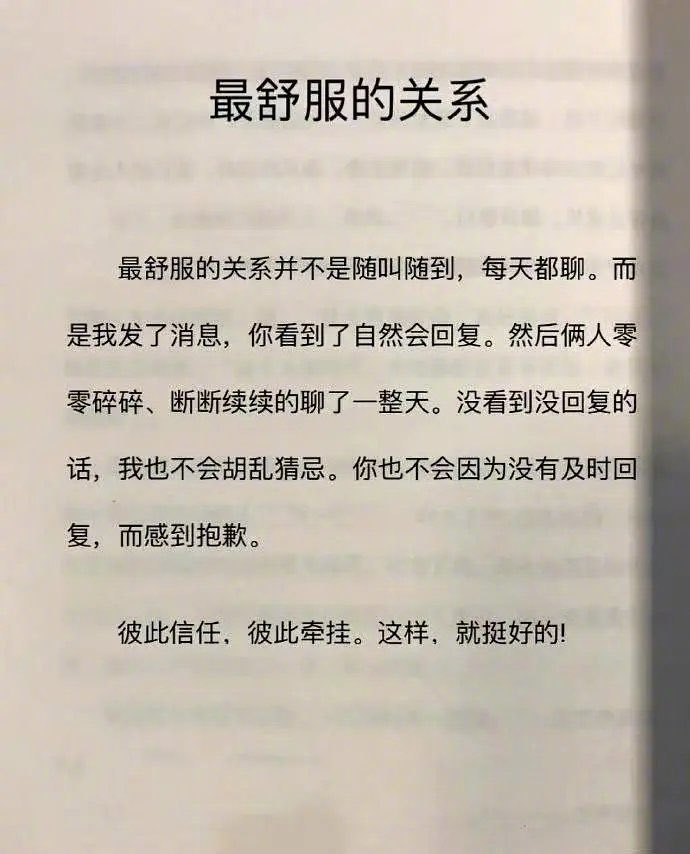 最舒服的关系
最舒服的关系并不是随叫随到，每天都聊。而
是我发了消息，你看到了自然会回复。然后俩人零
零碎碎、断断续续的聊了一整天。没看到没回复的
话，我也不会胡乱猜忌。你也不会因为没有及时回
复，而感到抱歉。
彼此信任，彼此牵挂。这样，就挺好的!